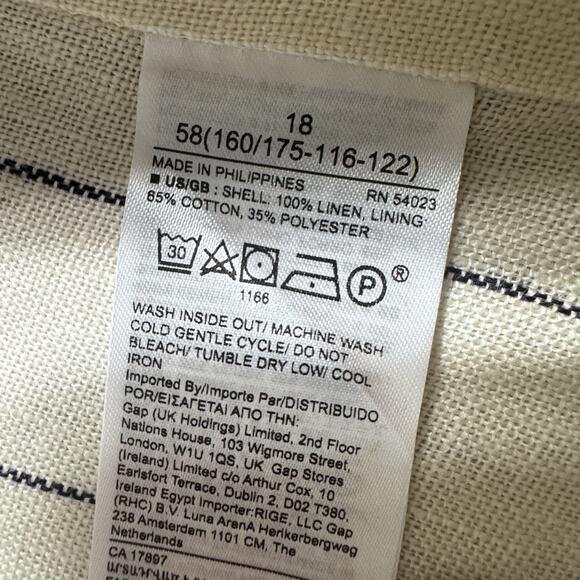 18
58(160/175-116-122)
MADE IN PHILIPPINES RN 54023
■ US/GB : SHELL: 100% LINEN, LINING:
65% COTTON, 35% POLYESTER
30 P ®
1166
WASH INSIDE OUT/ MACHINE WASH
COLD GENTLE CYCLE/ DO NOT
BLEACH/ TUMBLE DRY LOW/ COOL
IRON
Imported By/Importe Par/DISTRIBUIDO
POR/ΕΙΣΑΓΕΤΑΙ ΑΠΟ ΤΗΝ:
Gap (UK Holdings) Limited, 2nd Floor
Nations House, 103 Wigmore Street,
London, W1U 1QS, UK Gap Stores
(Ireland) Limited c/o Arthur Cox, 10
Earlsfort Terrace, Dublin 2, D02 T380,
Ireland Egypt Importer:RIGE, LLC Gap
(RHC) B.V. Luna ArenA Herikerbergweg
238 Amsterdam 1101 CM, The
Netherlands
CA 17897